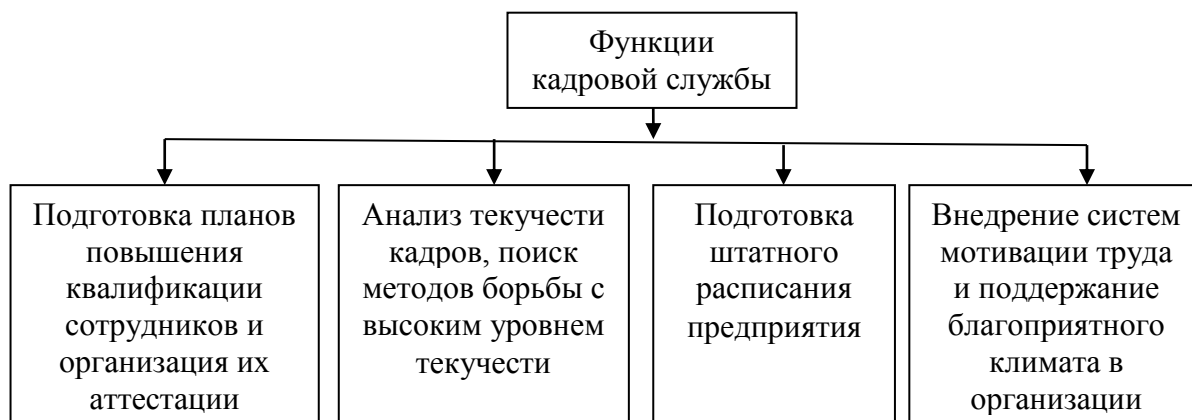 Функции
кадровой службы
Подготовка планов
повышения
квалификации
сотрудников и
организация их
аттестации
Анализ текучести
кадров, поиск
методов борьбы с
высоким уровнем
текучести
Подготовка
штатного
расписания
предприятия
Внедрение систем
мотивации труда
и поддержание
благоприятного
климата в
организации